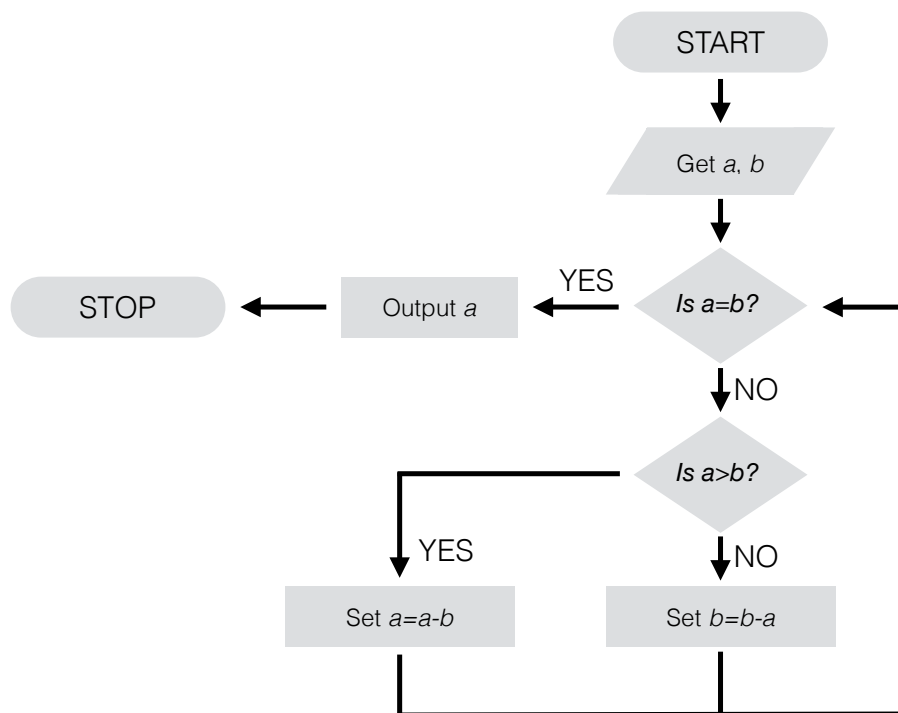 START
Get a, b
YES
Is a=b?
Output a
STOP
NO
Is a>b?
YES
NO
Set a=a-b
Set b=b-a